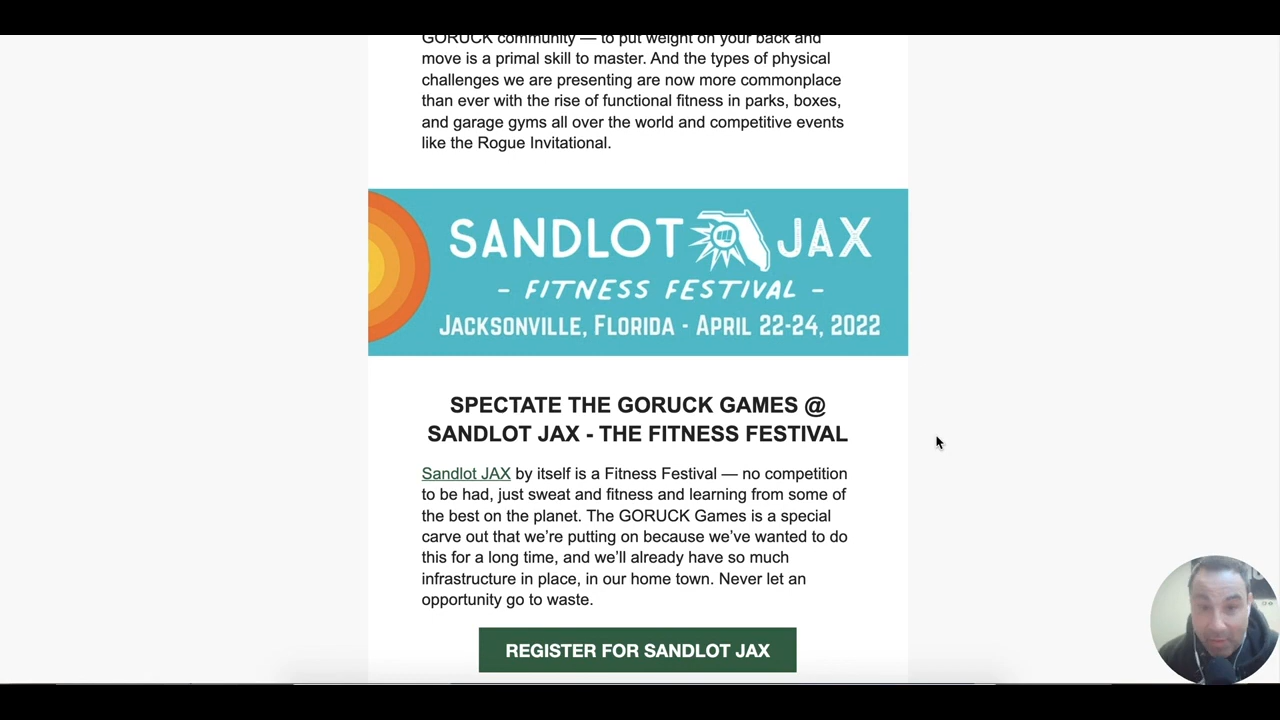 GORUCK community — to put weight on your back and
move is a primal skill to master. And the types of physical
challenges we are presenting are now more commonplace
than ever with the rise of functional fitness in parks, boxes,
and garage gyms all over the world and competitive events
like the Rogue Invitational.
SANDLOT JAX
- FITNESS FESTIVAL -
JACKSONVILLE, FLORIDA - APRIL 22-24, 2022
SPECTATE THE GORUCK GAMES @
SANDLOT JAX - THE FITNESS FESTIVAL
Sandlot JAX by itself is a Fitness Festival — no competition
to be had, just sweat and fitness and learning from some of
the best on the planet. The GORUCK Games is a special
carve out that we’re putting on because we’ve wanted to do
this for a long time, and we’ll already have so much
infrastructure in place, in our home town. Never let an
opportunity go to waste.
REGISTER FOR SANDLOT JAX